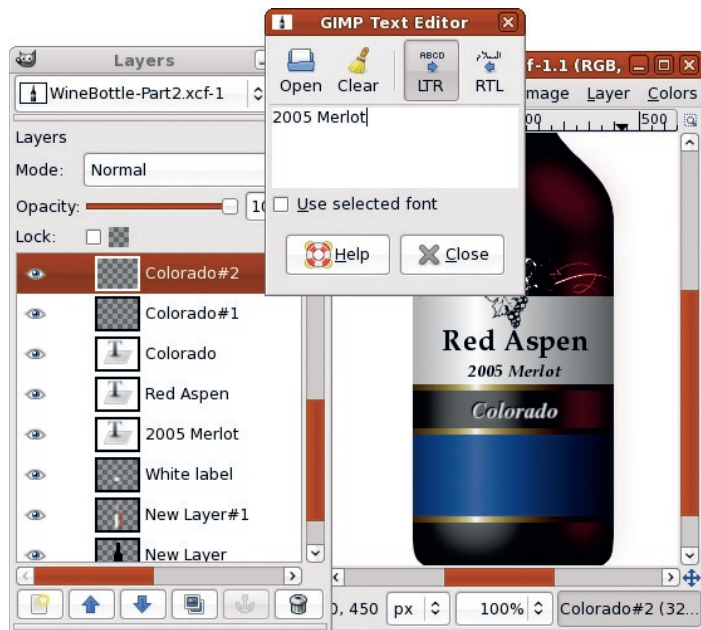 GIMP Text Editor
Open Clear LTR RTL
ABCD
السلام
2005 Merlot
Use selected font
Help Close
Layers
WineBottle-Part2.xcf-1
Layers
Mode: Normal
Opacity:
Lock:
Colorado#2
Colorado#1
Colorado
Red Aspen
2005 Merlot
White label
New Layer#1
New Layer
f-1.1 (RGB,
mage Layer Colors
500
Red Aspen
2005 Merlot
Colorado
0, 450 px 100% Colorado#2 (32...